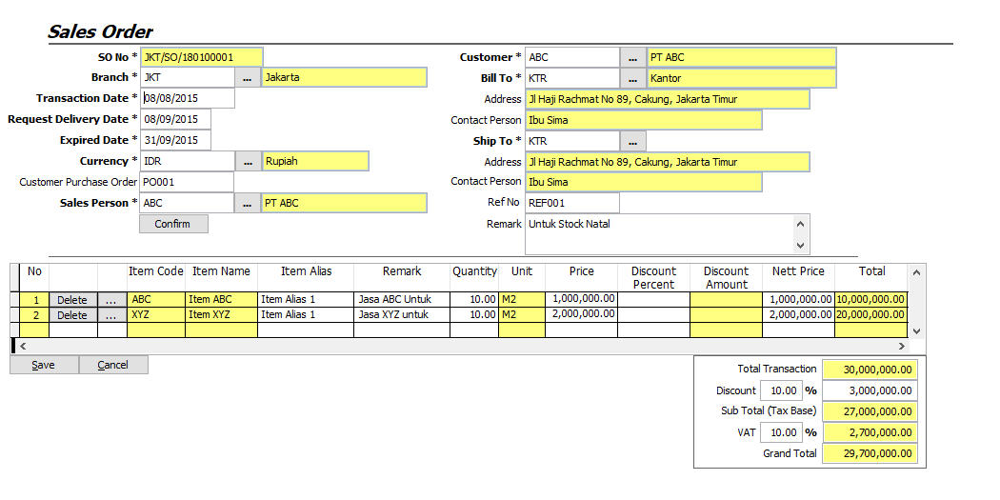 Sales Order
SO No * JKT/SO/180100001
Branch * JKT ... Jakarta
Transaction Date * 08/08/2015
Request Delivery Date * 08/09/2015
Expired Date * 31/09/2015
Currency * IDR ... Rupiah
Customer Purchase Order PO001
Sales Person * ABC ... PT ABC
Confirm
Customer * ABC ... PT ABC
Bill To * KTR ... Kantor
Address Jl Haji Rachmat No 89, Cakung, Jakarta Timur
Contact Person Ibu Sima
Ship To * KTR ...
Address Jl Haji Rachmat No 89, Cakung, Jakarta Timur
Contact Person Ibu Sima
Ref No REF001
Remark Untuk Stock Natal
No Item Code Item Name Item Alias Remark Quantity Unit Price Discount Percent Discount Amount Nett Price Total
1 Delete ... ABC Item ABC Item Alias 1 Jasa ABC Untuk 10.00 M2 1,000,000.00 1,000,000.00 10,000,000.00
2 Delete ... XYZ Item XYZ Item Alias 1 Jasa XYZ untuk 10.00 M2 2,000,000.00 2,000,000.00 20,000,000.00
Save Cancel
Total Transaction 30,000,000.00
Discount 10.00 % 3,000,000.00
Sub Total (Tax Base) 27,000,000.00
VAT 10.00 % 2,700,000.00
Grand Total 29,700,000.00